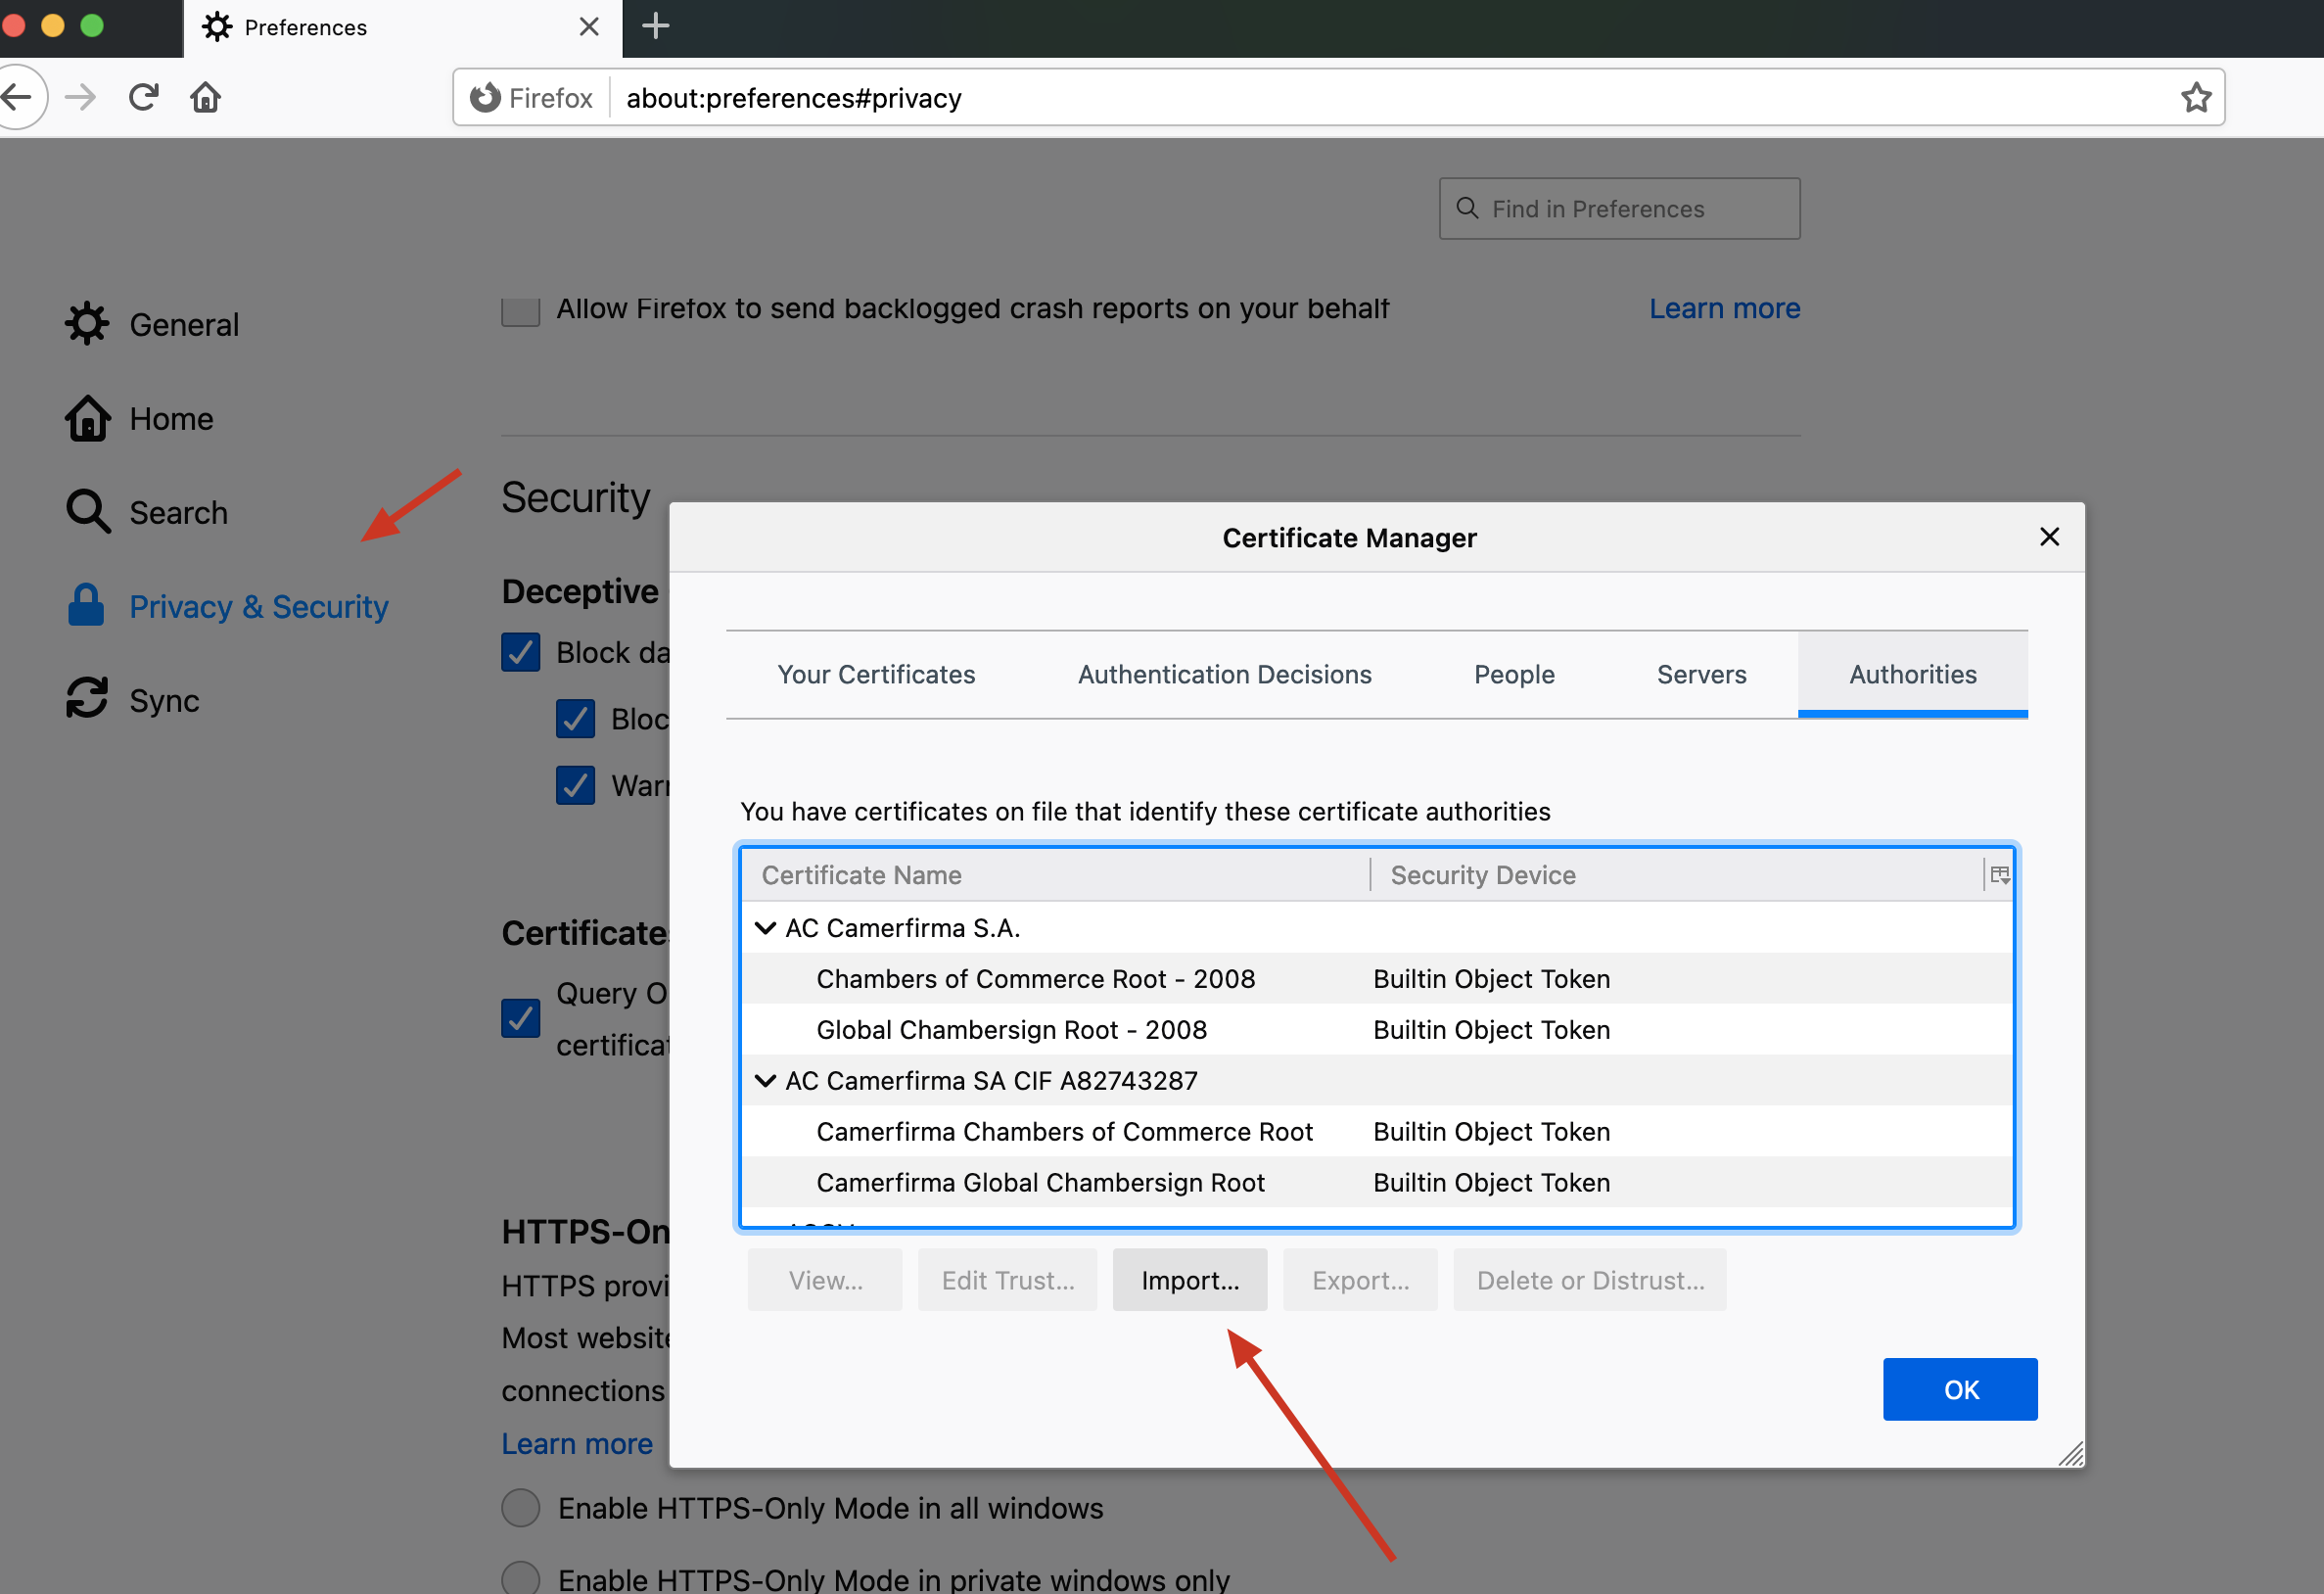 Preferences
Firefox
about:preferences#privacy
Find in Preferences
General
Home
Search
Privacy & Security
Sync
Allow Firefox to send backlogged crash reports on your behalf
Learn more
Security
Deceptive
Block da
Bloc
Warn
Certificates
Query O
certificat
HTTPS-On
HTTPS provi
Most website
connections
Learn more
Enable HTTPS-Only Mode in all windows
Enable HTTPS-Only Mode in private windows only
Certificate Manager
Your Certificates
Authentication Decisions
People
Servers
Authorities
You have certificates on file that identify these certificate authorities
Certificate Name Security Device
AC Camerfirma S.A.
Chambers of Commerce Root - 2008 Builtin Object Token
Global Chambersign Root - 2008 Builtin Object Token
AC Camerfirma SA CIF A82743287
Camerfirma Chambers of Commerce Root Builtin Object Token
Camerfirma Global Chambersign Root Builtin Object Token
View...
Edit Trust...
Import...
Export...
Delete or Distrust...
OK